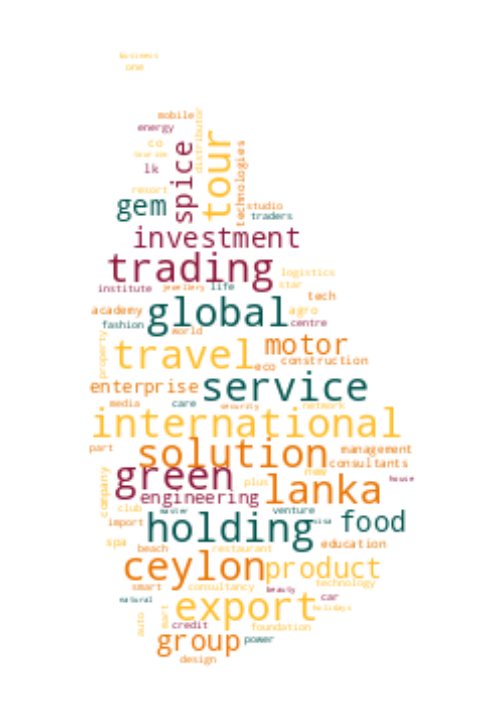 business
one
mobile
energy
distributor
co
tourism
tour
spice
technologies
lk
resort
gem
studio
traders
investment
trading
logistics
institute
jewellery
life
star
tech
global
academy
agro
fashion
world
centre
property
travel
motor
eco
construction
enterprise
service
media
care
security
network
international
solution
part
management
green
consultants
new
company
plus
house
engineering
lanka
club
master
venture
holding
visa
food
import
spa
beach
restaurant
education
ceylon
product
smart
consultancy
technology
natural
beauty
car
export
holidays
auto
mart
credit
foundation
group
power
design